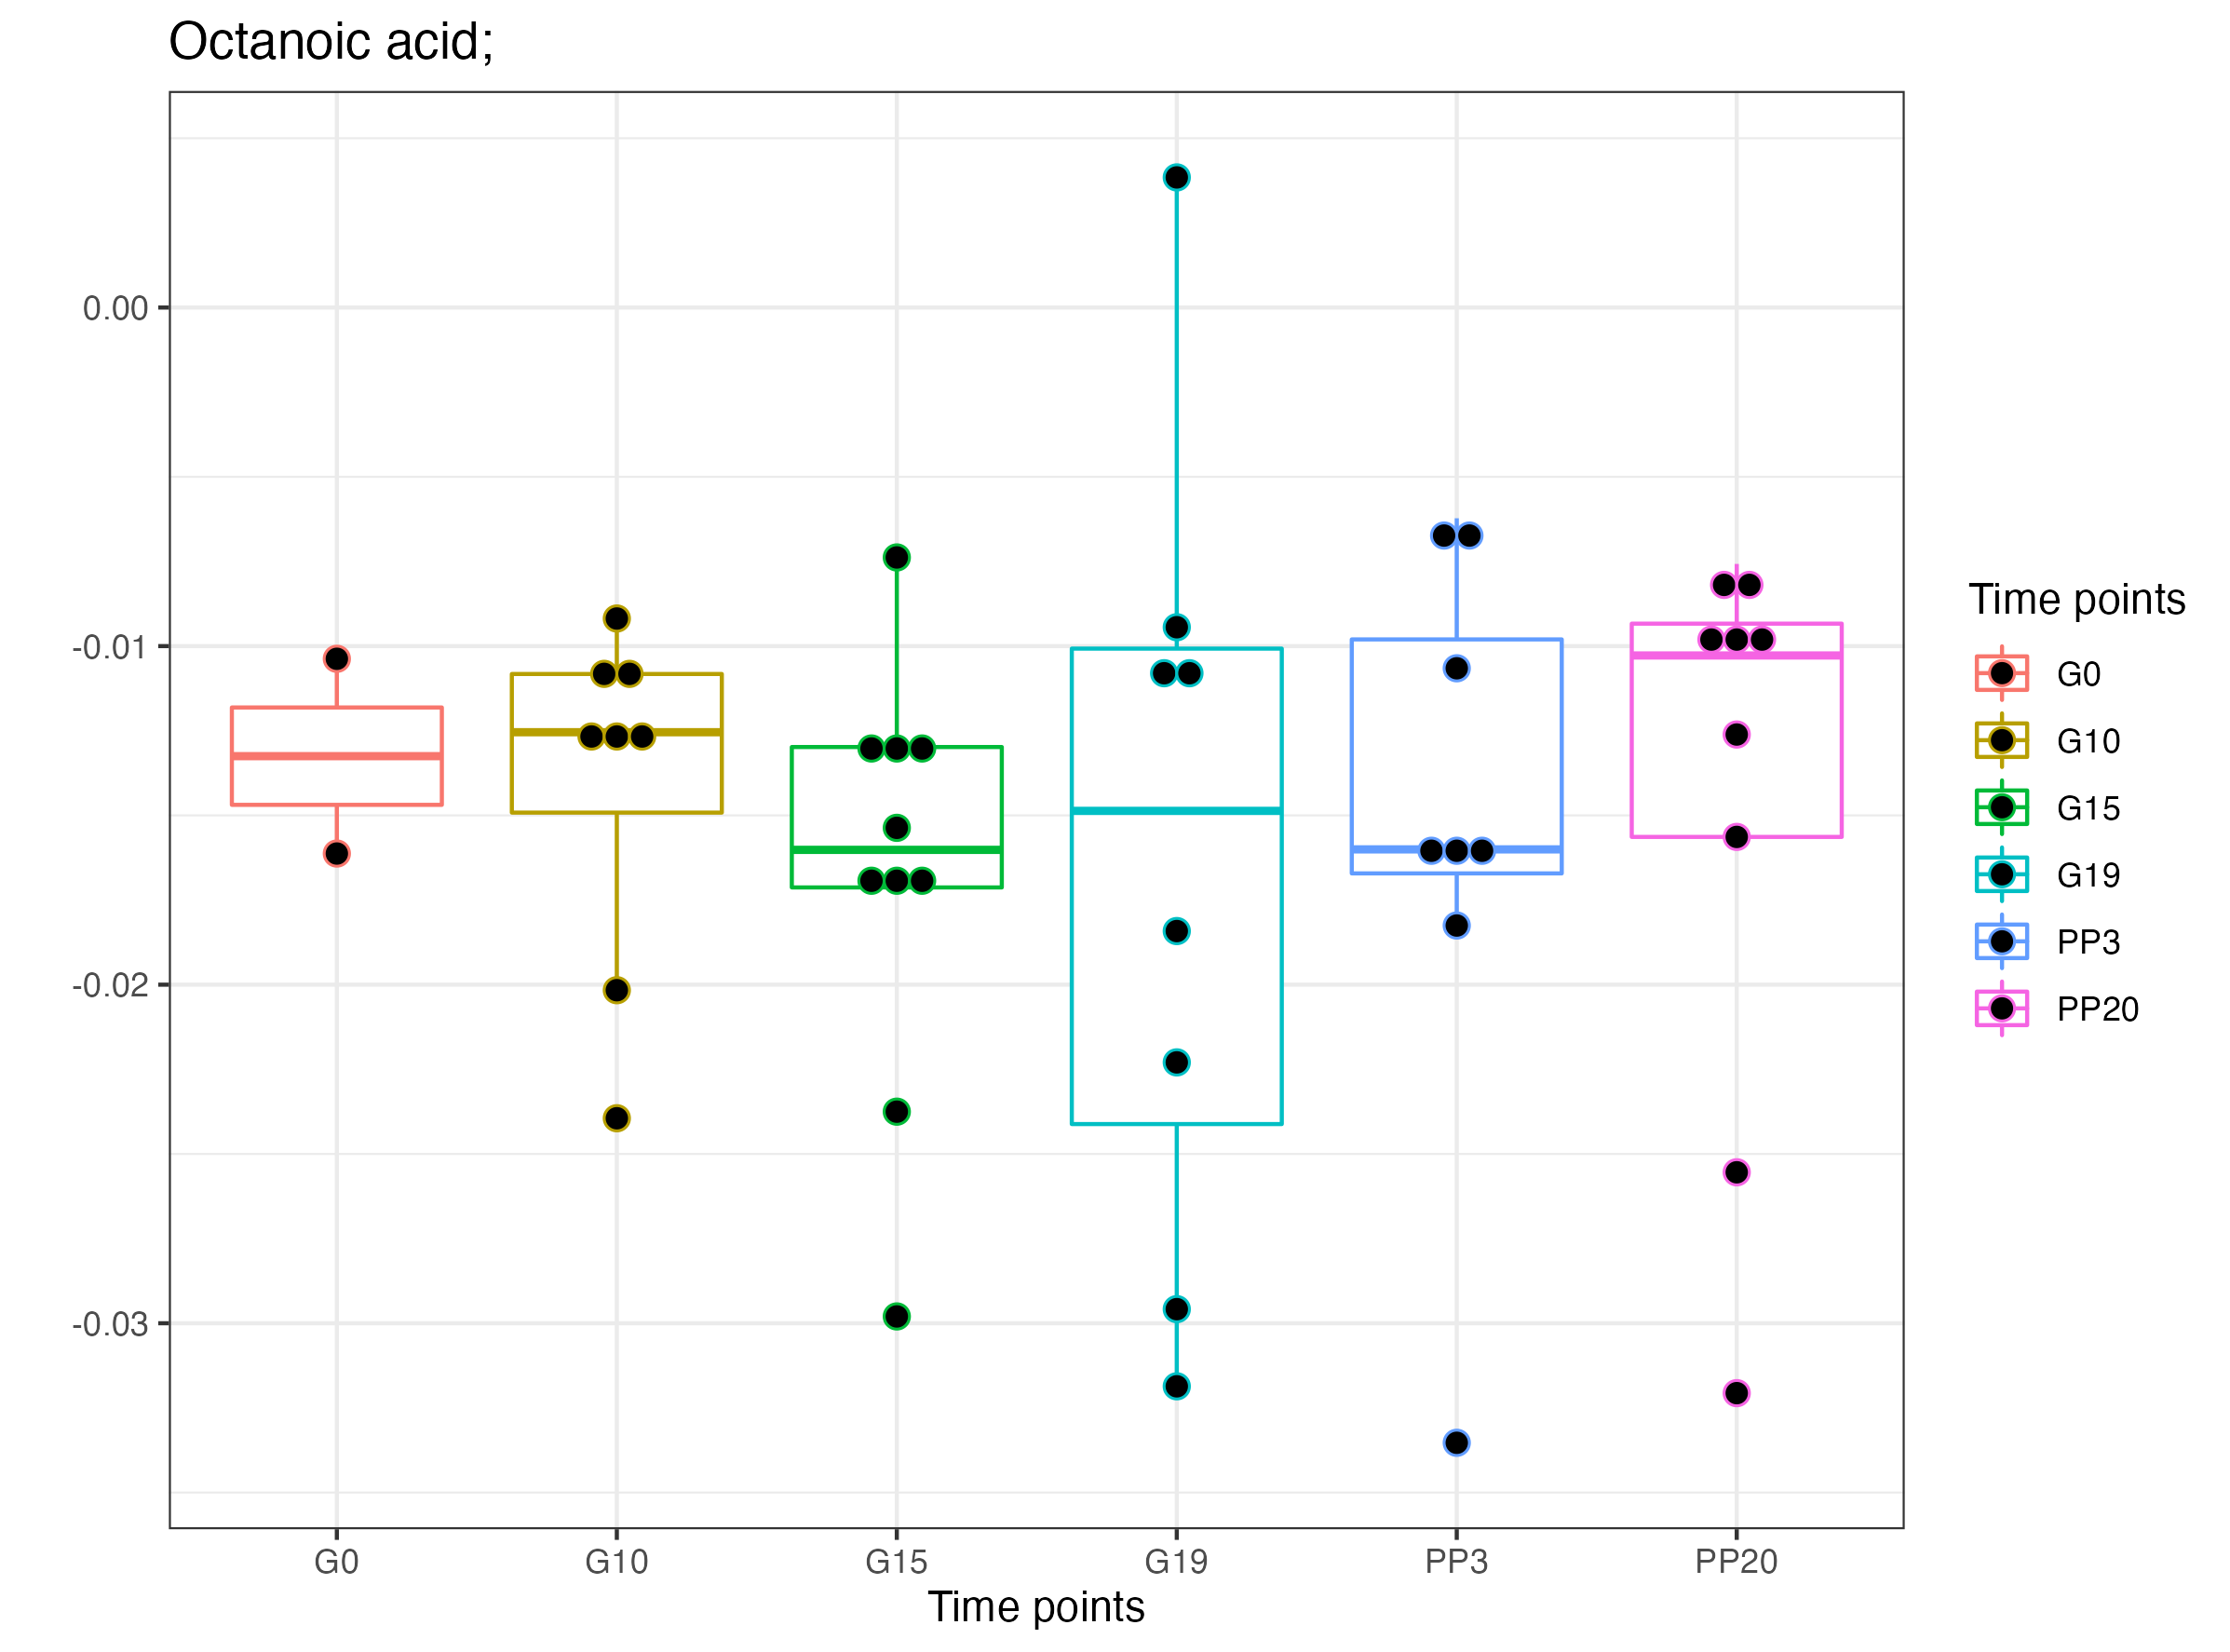 Octanoic acid;
0.00
-0.01
-0.02
-0.03
G0 G10 G15 G19 PP3 PP20
Time points
Time points
G0
G10
G15
G19
PP3
PP20